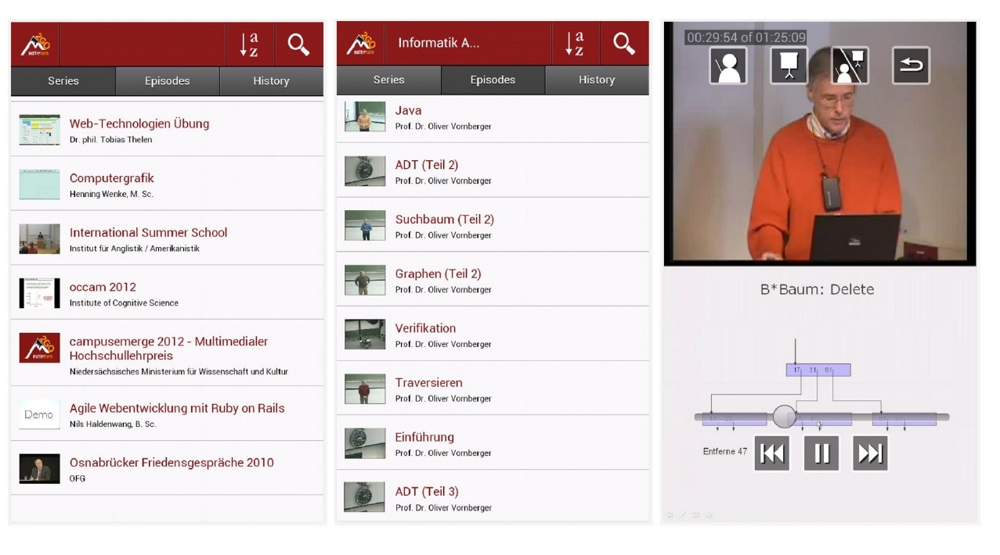 2GO
matterhorn
a
z
Series
Episodes
History
Web-Technologien Übung
Dr. phil. Tobias Thelen
Computergrafik
Henning Wenke, M. Sc.
International Summer School
Institut für Anglistik / Amerikanistik
occam 2012
Institute of Cognitive Science
2GO
matterhorn
campusemerge 2012 - Multimedialer
Hochschullehrpreis
Niedersächsisches Ministerium für Wissenschaft und Kultur
Demo
Agile Webentwicklung mit Ruby on Rails
Nils Haldenwang, B. Sc.
Osnabrücker Friedensgespräche 2010
OFG
2GO
matterhorn
Informatik A...
a
z
Series
Episodes
History
Java
Prof. Dr. Oliver Vornberger
ADT (Teil 2)
Prof. Dr. Oliver Vornberger
Suchbaum (Teil 2)
Prof. Dr. Oliver Vornberger
Graphen (Teil 2)
Prof. Dr. Oliver Vornberger
Verifikation
Prof. Dr. Oliver Vornberger
Traversieren
Prof. Dr. Oliver Vornberger
Einführung
Prof. Dr. Oliver Vornberger
ADT (Teil 3)
Prof. Dr. Oliver Vornberger
00:29:54 of 01:25:09
B*Baum: Delete
17 31 61
Entferne 47